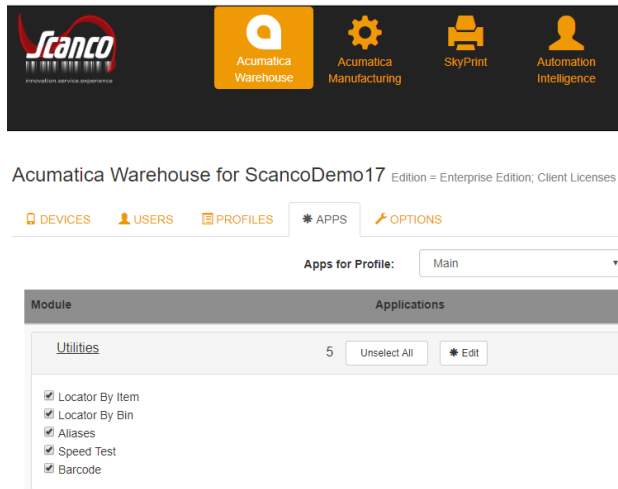 Scanco
innovation.service.experience
Acumatica Warehouse
Acumatica Manufacturing
SkyPrint
Automation Intelligence
Acumatica Warehouse for ScancoDemo17 Edition = Enterprise Edition; Client Licenses
DEVICES USERS PROFILES APPS OPTIONS
Apps for Profile: Main
Module Applications
Utilities 5 Unselect All Edit
Locator By Item
Locator By Bin
Aliases
Speed Test
Barcode